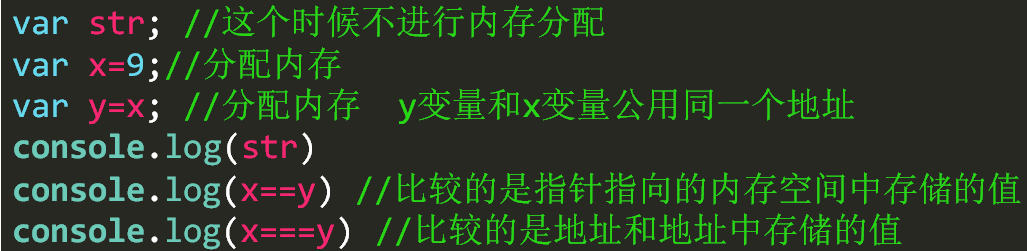 var str; //这个时候不进行内存分配
var x=9;//分配内存
var y=x; //分配内存  y变量和x变量公用同一个地址
console.log(str)
console.log(x==y) //比较的是指针指向的内存空间中存储的值
console.log(x===y) //比较的是地址和地址中存储的值